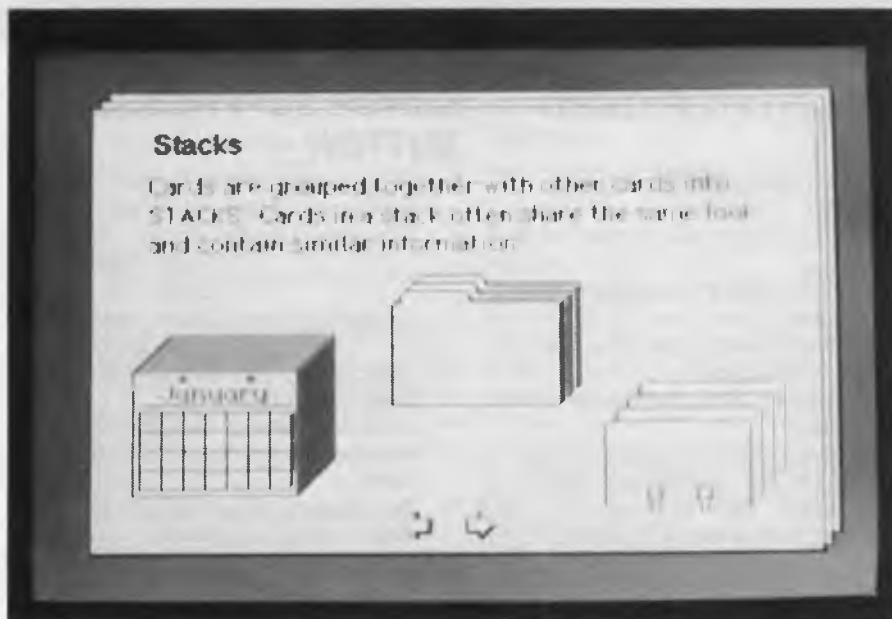 Stacks
Cards are grouped together with other cards into
STACKS. Cards in a stack often share the same look
and contain similar information.
January